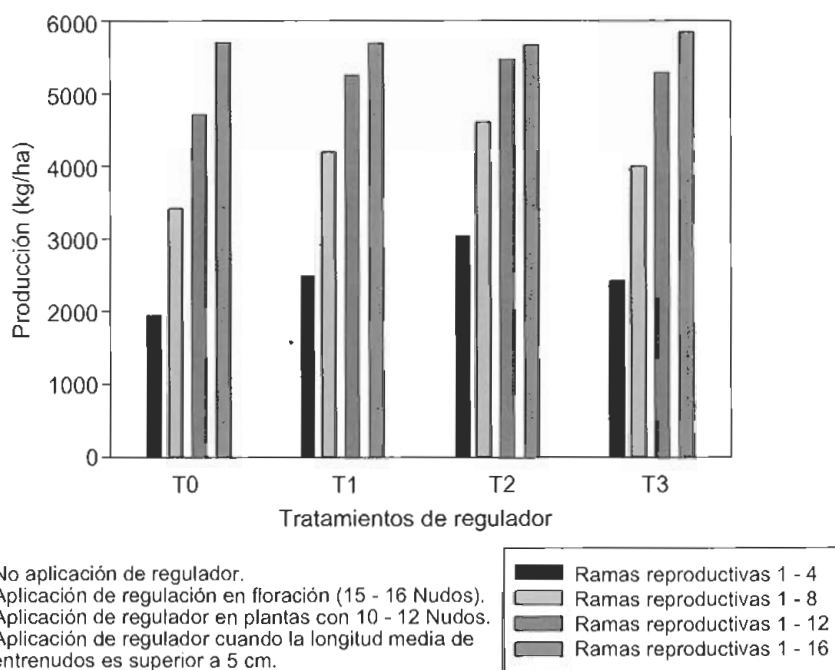 6000
5000
4000
3000
2000
1000
0
Producción (kg/ha)
T0 T1 T2 T3
Tratamientos de regulador
No aplicación de regulador.
Aplicación de regulación en floración (15 - 16 Nudos).
Aplicación de regulador en plantas con 10 - 12 Nudos.
Aplicación de regulador cuando la longitud media de
entrenudos es superior a 5 cm.
Ramas reproductivas 1 - 4
Ramas reproductivas 1 - 8
Ramas reproductivas 1 - 12
Ramas reproductivas 1 - 16